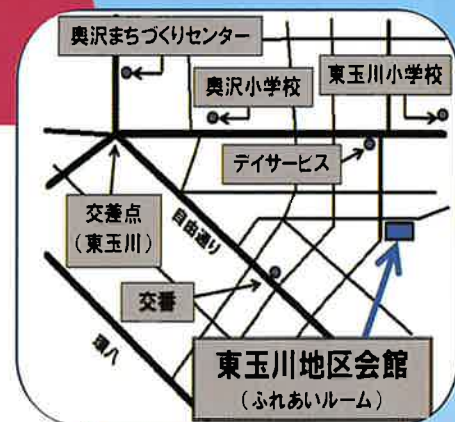 奥沢まちづくりセンター
奥沢小学校
東玉川小学校
デイサービス
交差点
（東玉川）
自由通り
交番
環八
東玉川地区会館
（ふれあいルーム）